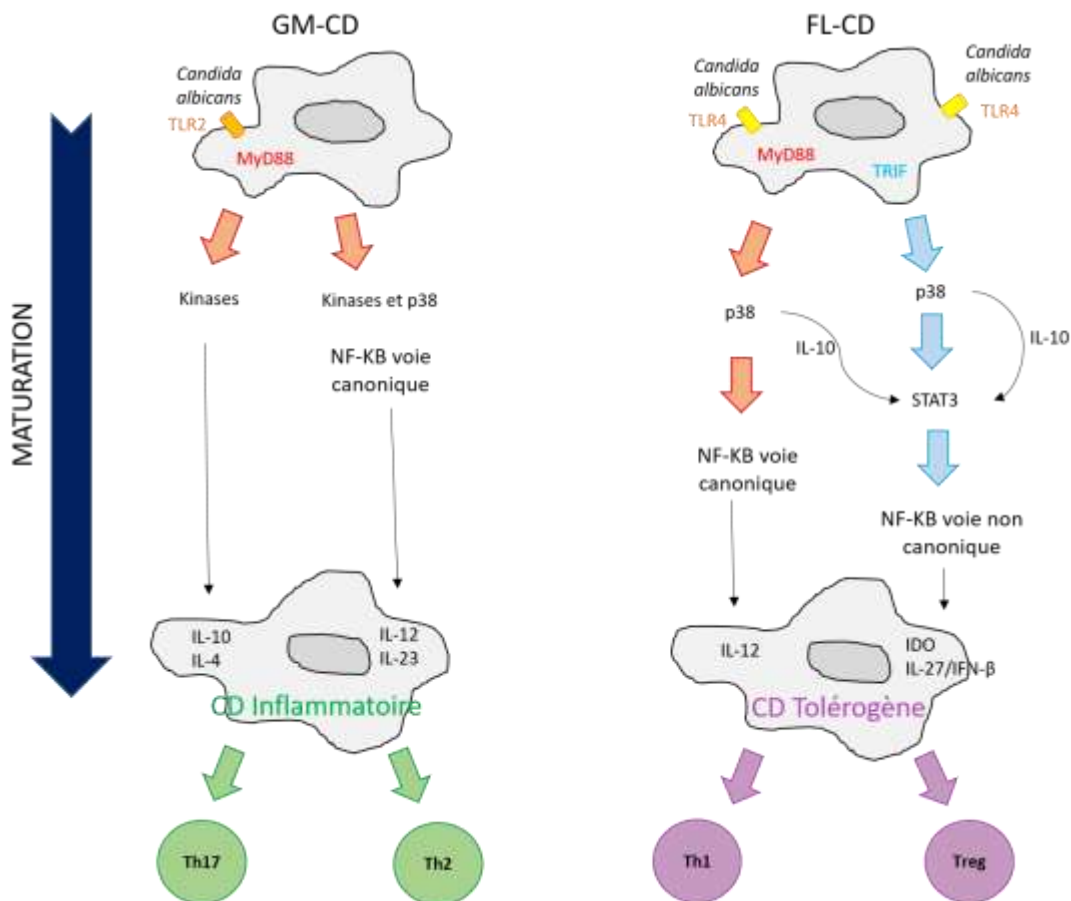 GM-CD
Candida
albicans
TLR2
MyD88
Kinases
Kinases et p38
NF-KB voie
canonique
IL-10
IL-4
IL-12
IL-23
CD Inflammatoire
Th17
Th2
FL-CD
Candida
albicans
TLR4
MyD88
Candida
albicans
TLR4
TRIF
p38
IL-10
p38
IL-10
STAT3
NF-KB voie
canonique
NF-KB voie non
canonique
IL-12
IDO
IL-27/IFN-β
CD Tolérogène
Th1
Treg
MATURATION